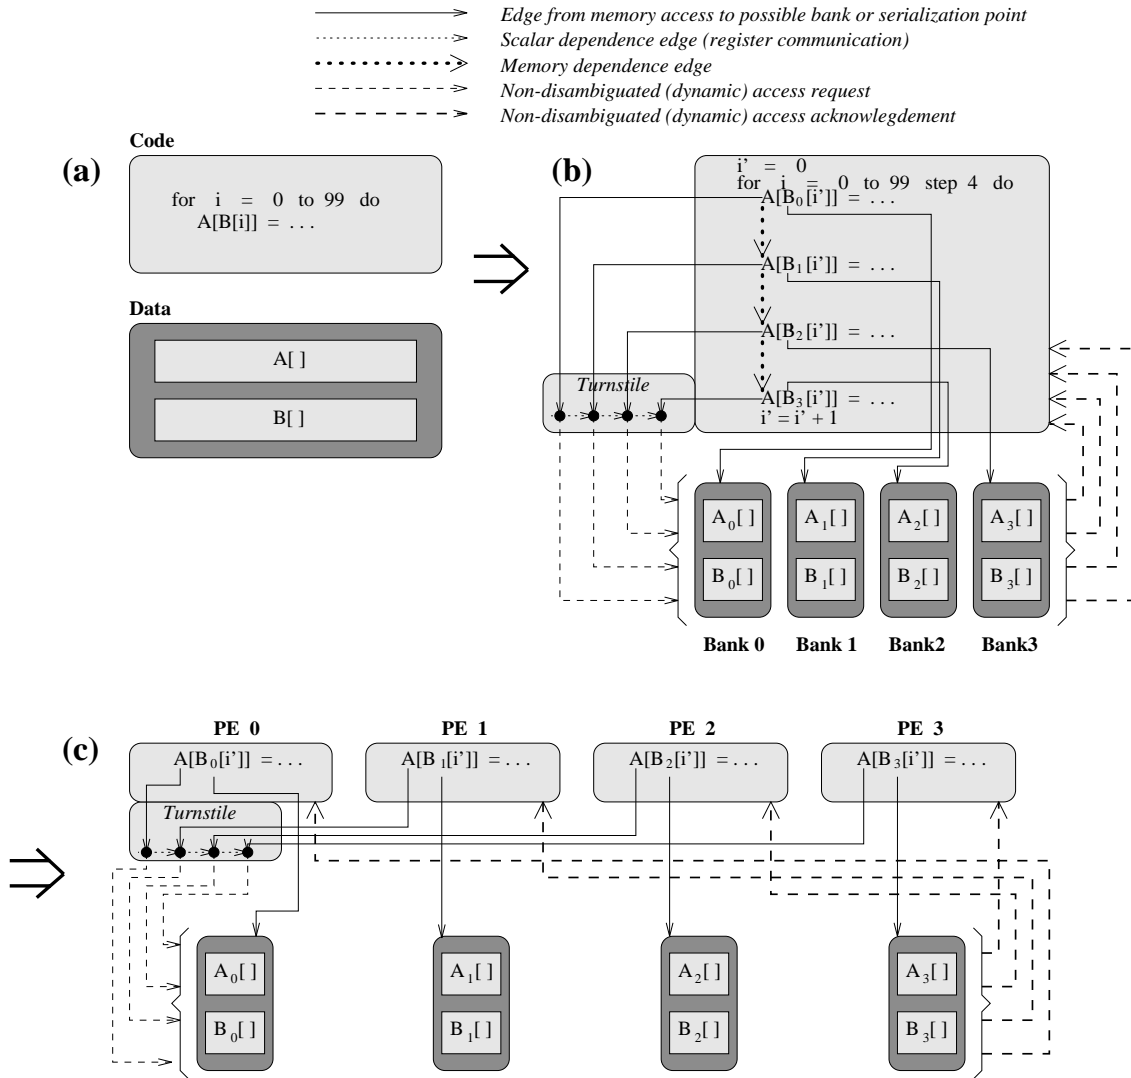 Edge from memory access to possible bank or serialization point
Scalar dependence edge (register communication)
Memory dependence edge
Non-disambiguated (dynamic) access request
Non-disambiguated (dynamic) access acknowlegdement
(a)
Code
for i = 0 to 99 do
A[B[i]] = ...
Data
A[ ]
B[ ]
(b)
i' = 0
for i = 0 to 99 step 4 do
A[B₀[i']] = ...
A[B₁[i']] = ...
A[B₂[i']] = ...
A[B₃[i']] = ...
i' = i' + 1
Turnstile
A₀[ ] A₁[ ] A₂[ ] A₃[ ]
B₀[ ] B₁[ ] B₂[ ] B₃[ ]
Bank 0 Bank 1 Bank2 Bank3
(c)
PE 0 PE 1 PE 2 PE 3
A[B₀[i']] = ... A[B₁[i']] = ... A[B₂[i']] = ... A[B₃[i']] = ...
Turnstile
A₀[ ] A₁[ ] A₂[ ] A₃[ ]
B₀[ ] B₁[ ] B₂[ ] B₃[ ]